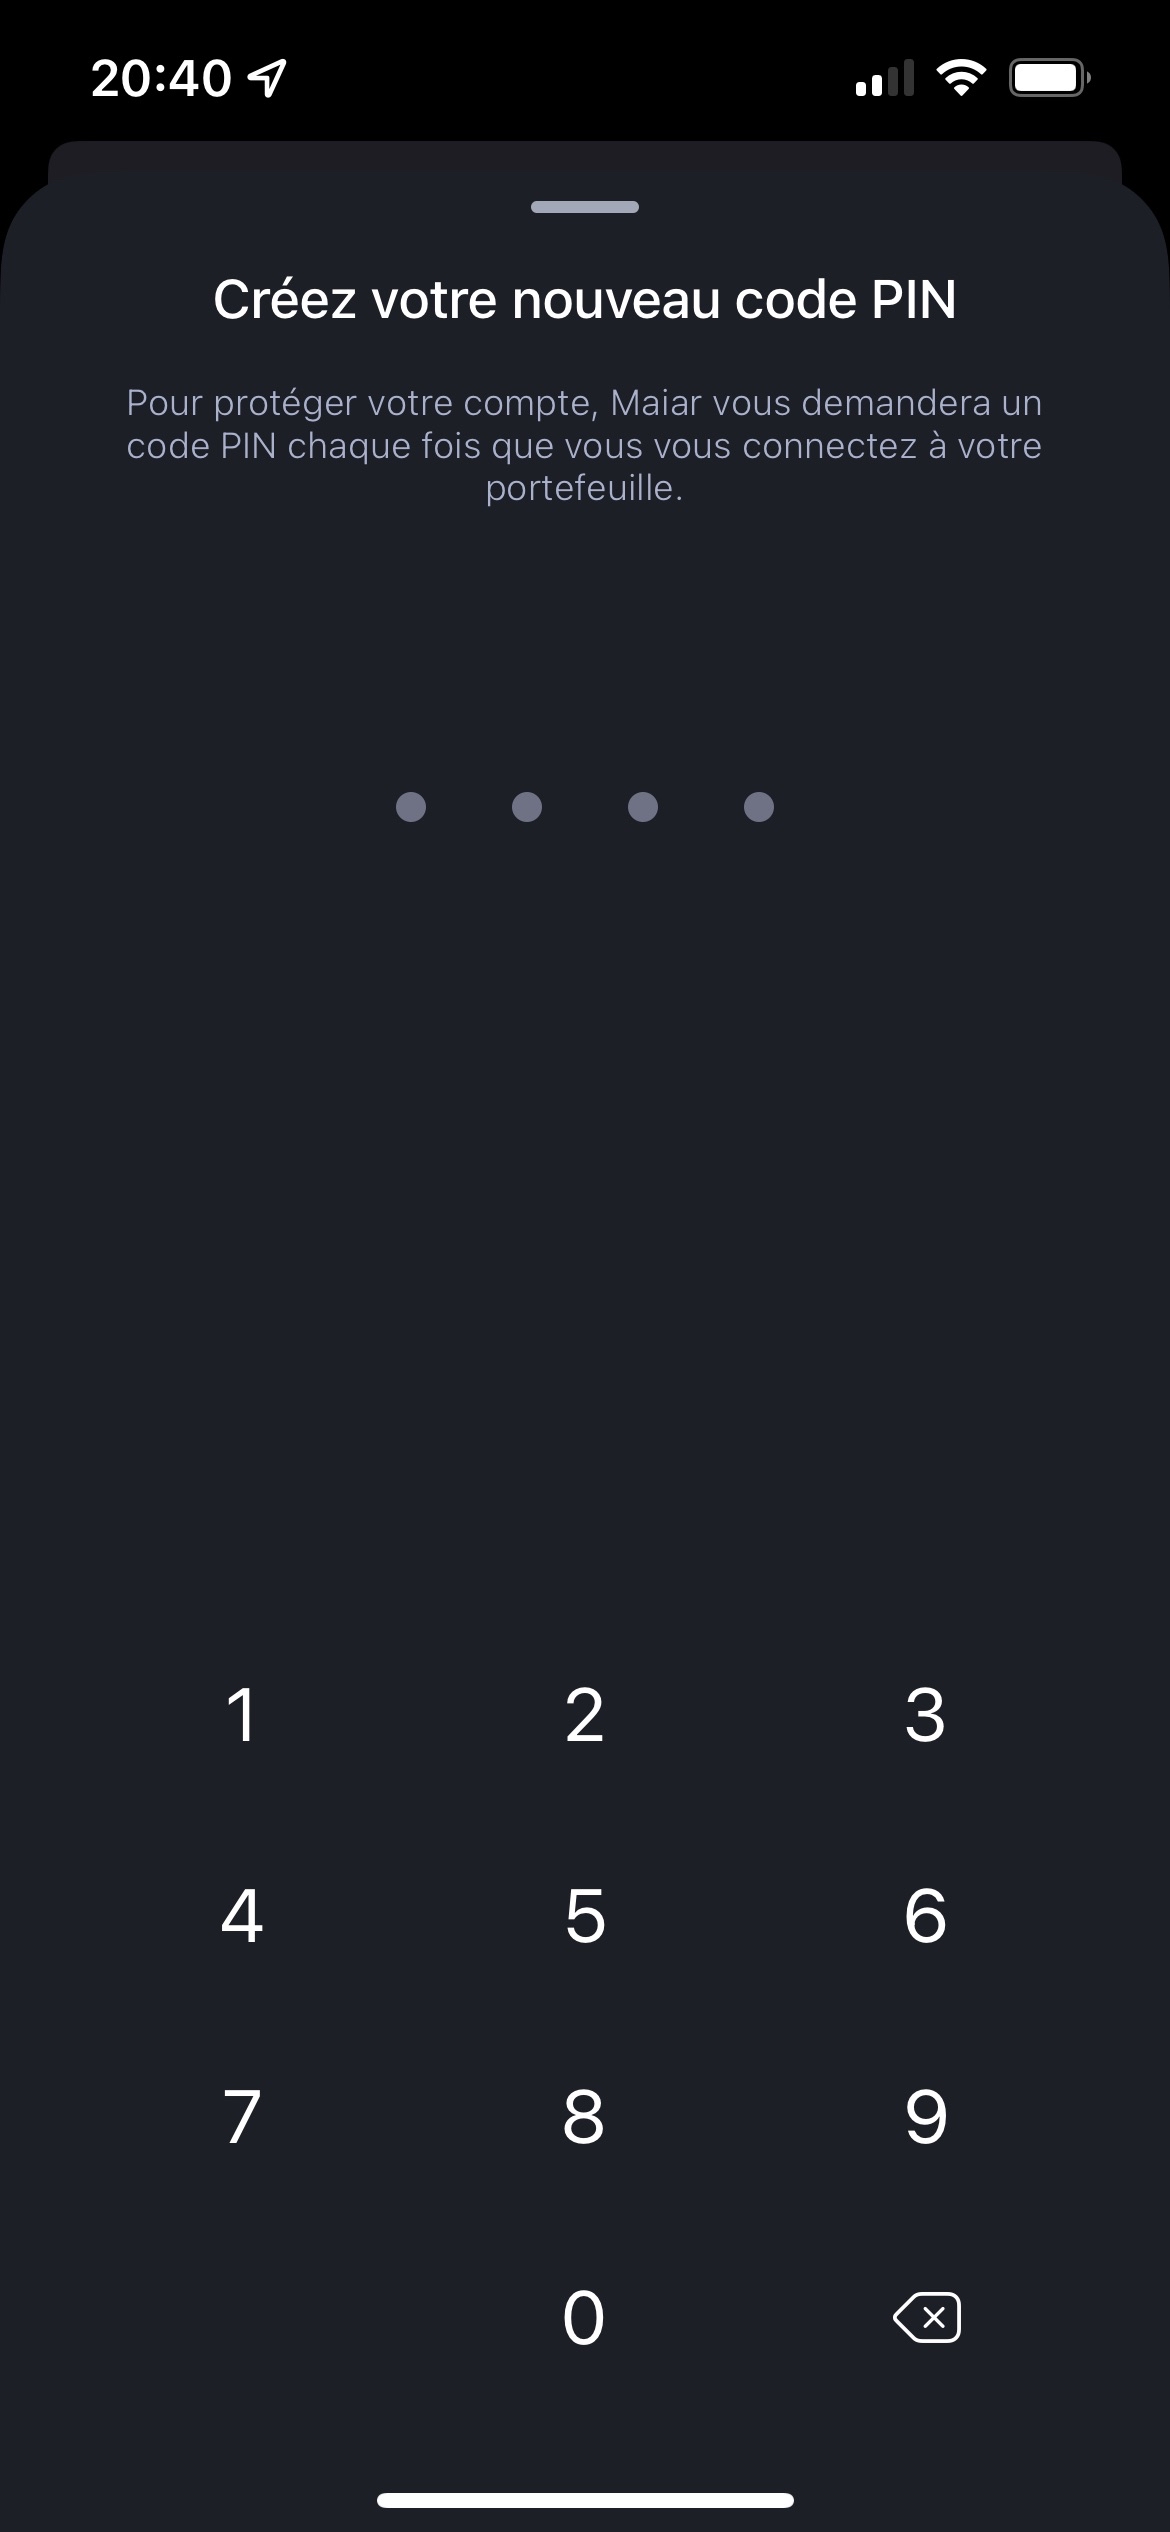 20:40
Créez votre nouveau code PIN
Pour protéger votre compte, Maiar vous demandera un
code PIN chaque fois que vous vous connectez à votre
portefeuille.
1 2 3
4 5 6
7 8 9
0